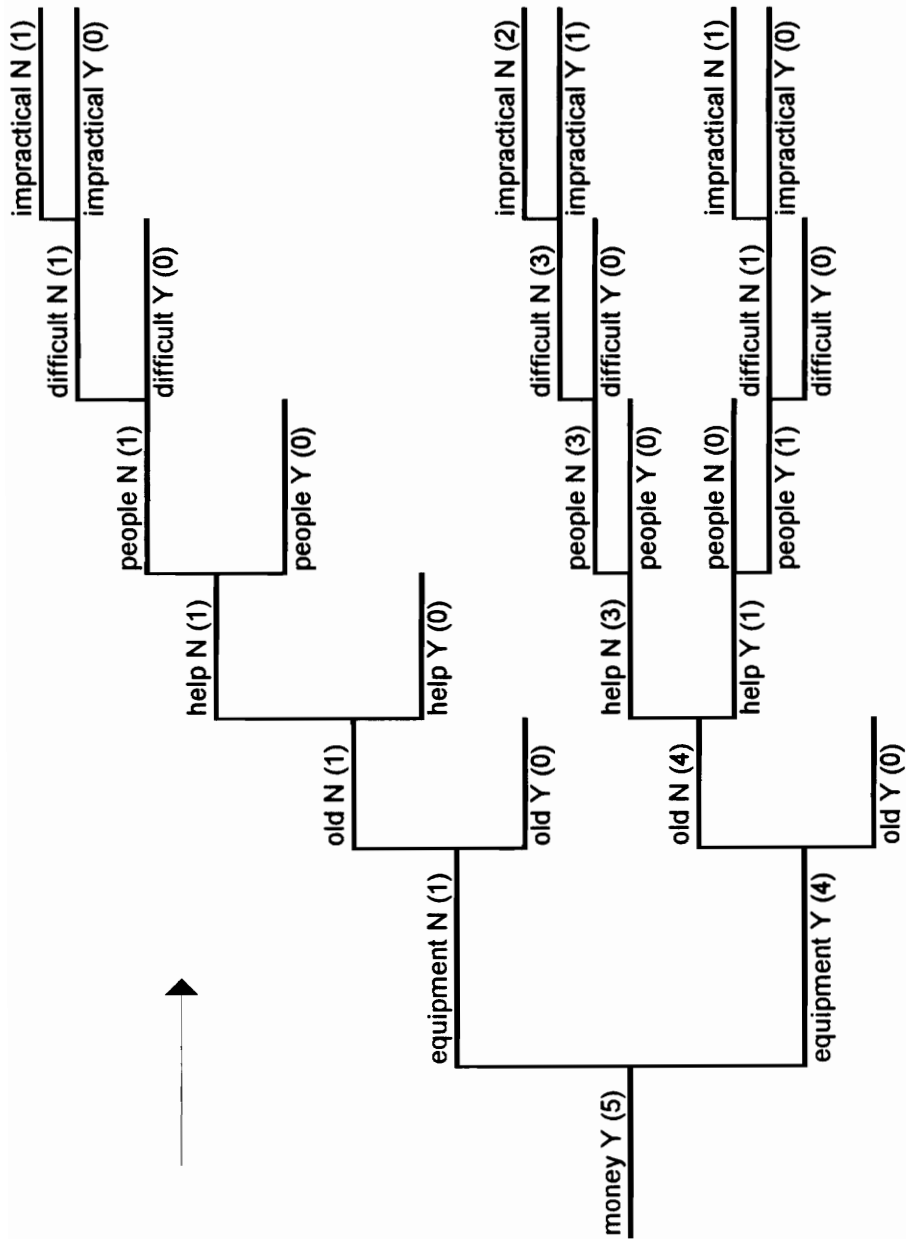 money Y (5)
equipment N (1)
equipment Y (4)
old N (1)
old Y (0)
old N (4)
old Y (0)
help N (1)
help Y (0)
help N (3)
help Y (1)
people N (1)
people Y (0)
people N (3)
people Y (0)
people N (0)
people Y (1)
difficult N (1)
difficult Y (0)
difficult N (3)
difficult Y (0)
difficult N (1)
difficult Y (0)
impractical N (1)
impractical Y (0)
impractical N (2)
impractical Y (1)
impractical N (1)
impractical Y (0)